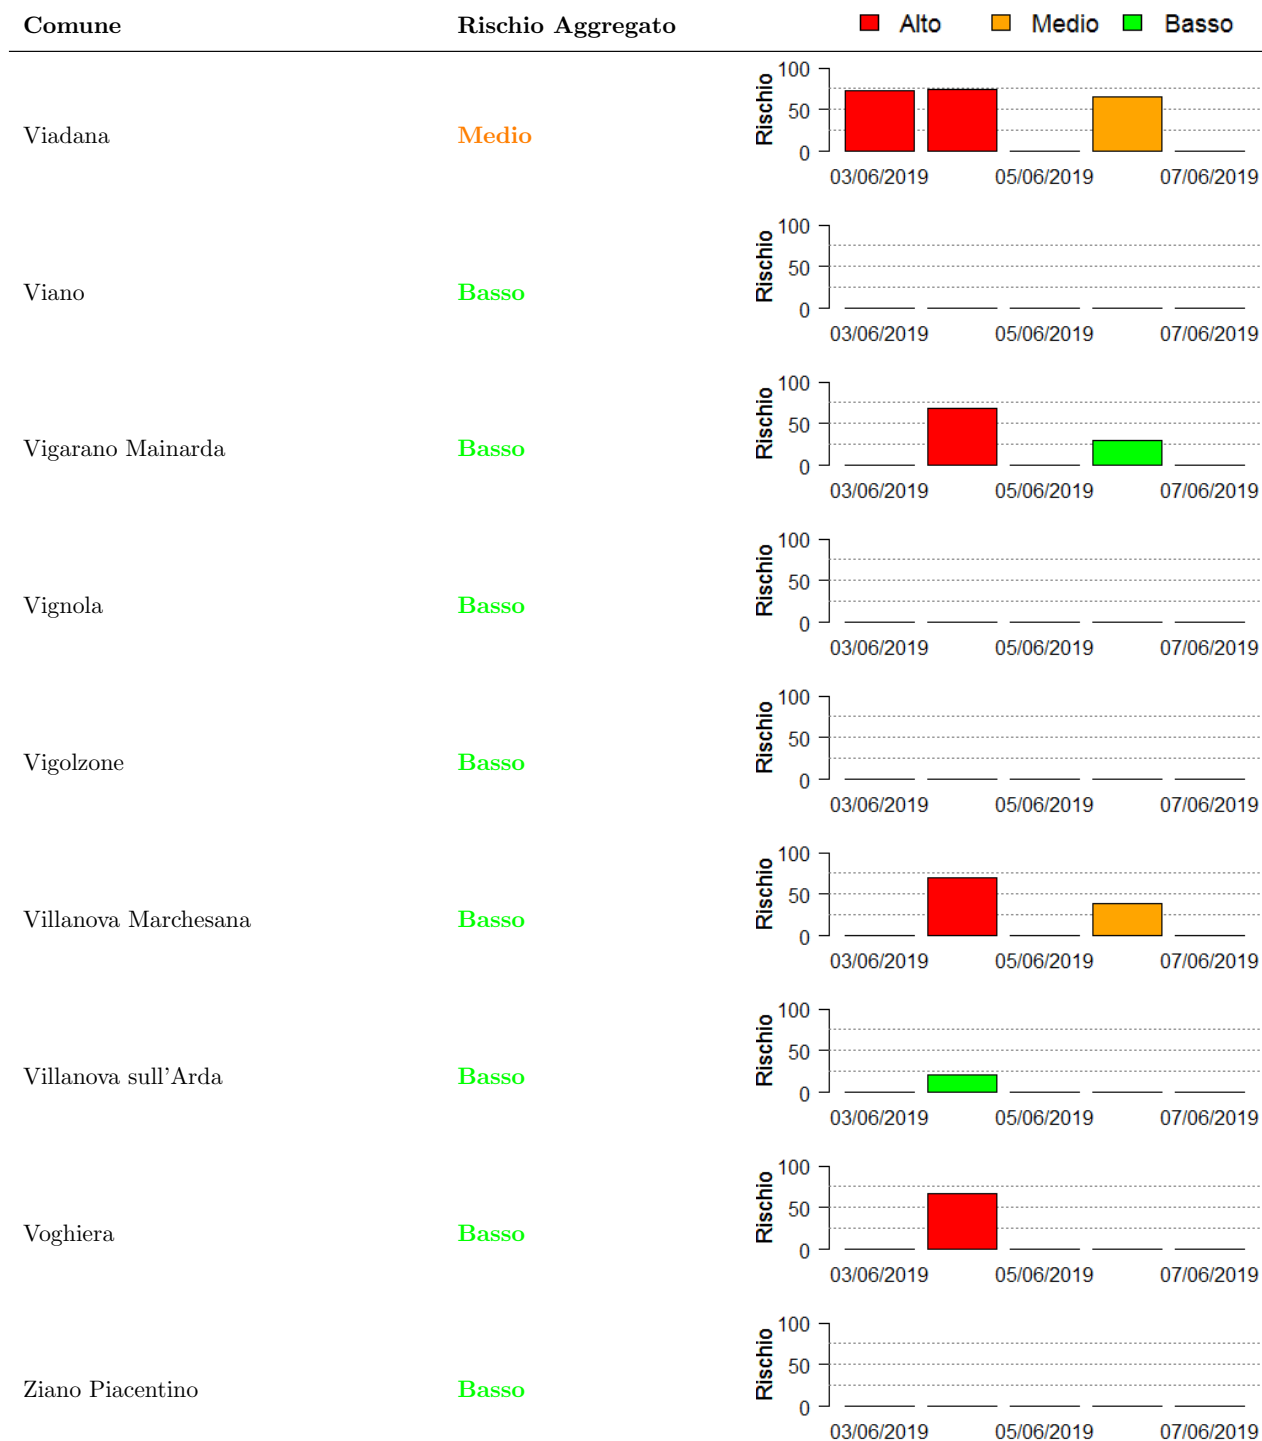 Comune Rischio Aggregato Alto Medio Basso
Viadana Medio
Rischio
100
50
0
03/06/2019 05/06/2019 07/06/2019
Viano Basso
Rischio
100
50
0
03/06/2019 05/06/2019 07/06/2019
Vigarano Mainarda Basso
Rischio
100
50
0
03/06/2019 05/06/2019 07/06/2019
Vignola Basso
Rischio
100
50
0
03/06/2019 05/06/2019 07/06/2019
Vigolzone Basso
Rischio
100
50
0
03/06/2019 05/06/2019 07/06/2019
Villanova Marchesana Basso
Rischio
100
50
0
03/06/2019 05/06/2019 07/06/2019
Villanova sull'Arda Basso
Rischio
100
50
0
03/06/2019 05/06/2019 07/06/2019
Voghiera Basso
Rischio
100
50
0
03/06/2019 05/06/2019 07/06/2019
Ziano Piacentino Basso
Rischio
100
50
0
03/06/2019 05/06/2019 07/06/2019